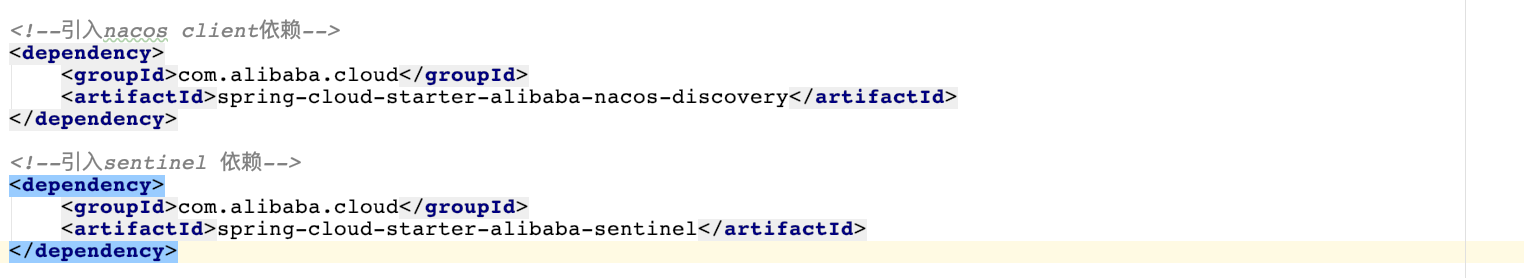 <!--引入nacos client依赖-->
<dependency>
    <groupId>com.alibaba.cloud</groupId>
    <artifactId>spring-cloud-starter-alibaba-nacos-discovery</artifactId>
</dependency>
<!--引入sentinel 依赖-->
<dependency>
    <groupId>com.alibaba.cloud</groupId>
    <artifactId>spring-cloud-starter-alibaba-sentinel</artifactId>
</dependency>